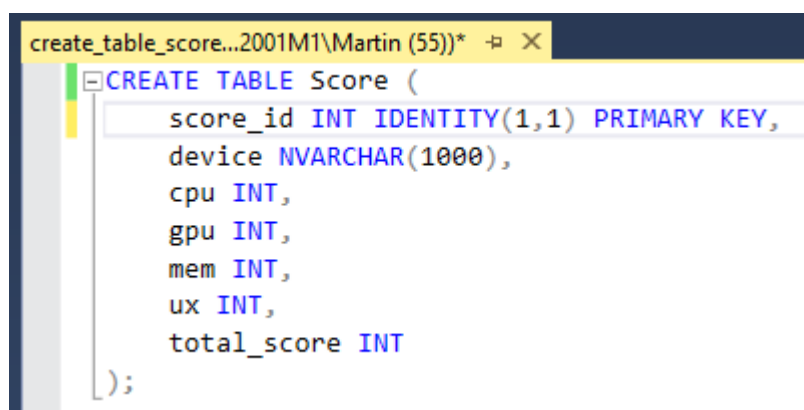 create_table_score...2001M1\Martin (55))*
CREATE TABLE Score (
score_id INT IDENTITY(1,1) PRIMARY KEY,
device NVARCHAR(1000),
cpu INT,
gpu INT,
mem INT,
ux INT,
total_score INT
);